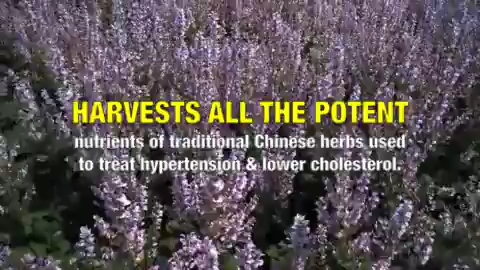 HARVESTS ALL THE POTENT
nutrients of traditional Chinese herbs used
to treat hypertension & lower cholesterol.